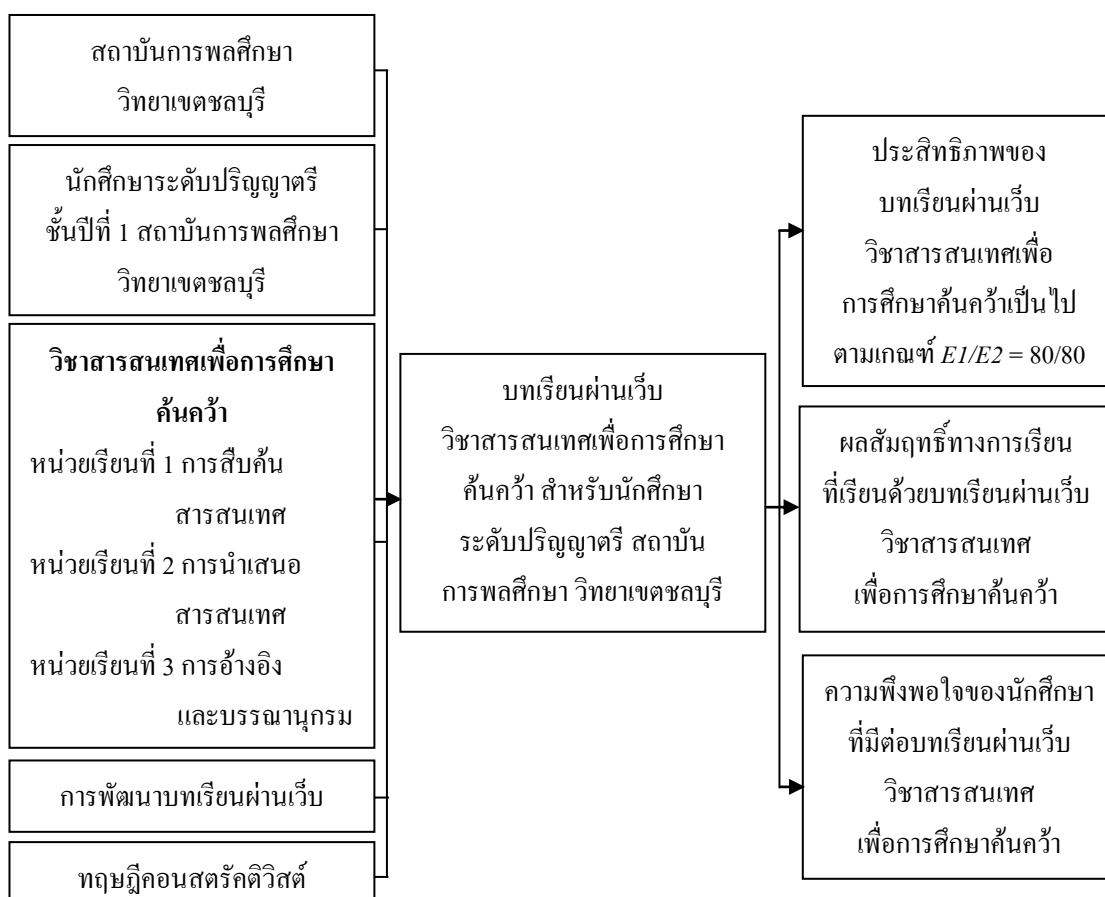 สถาบันการพลศึกษา
วิทยาเขตชลบุรี
นักศึกษาระดับปริญญาตรี
ชั้นปีที่ 1 สถาบันการพลศึกษา
วิทยาเขตชลบุรี
วิชาสารสนเทศเพื่อการศึกษา
ค้นคว้า
หน่วยเรียนที่ 1 การสืบค้น
สารสนเทศ
หน่วยเรียนที่ 2 การนำเสนอ
สารสนเทศ
หน่วยเรียนที่ 3 การอ้างอิง
และบรรณานุกรม
การพัฒนาบทเรียนผ่านเว็บ
ทฤษฎีคอนสตรัคติวิสต์
บทเรียนผ่านเว็บ
วิชาสารสนเทศเพื่อการศึกษา
ค้นคว้า สำหรับนักศึกษา
ระดับปริญญาตรี สถาบัน
การพลศึกษา วิทยาเขตชลบุรี
ประสิทธิภาพของ
บทเรียนผ่านเว็บ
วิชาสารสนเทศเพื่อ
การศึกษาค้นคว้าเป็นไป
ตามเกณฑ์ E1/E2 = 80/80
ผลสัมฤทธิ์ทางการเรียน
ที่เรียนด้วยบทเรียนผ่านเว็บ
วิชาสารสนเทศ
เพื่อการศึกษาค้นคว้า
ความพึงพอใจของนักศึกษา
ที่มีต่อบทเรียนผ่านเว็บ
วิชาสารสนเทศ
เพื่อการศึกษาค้นคว้า